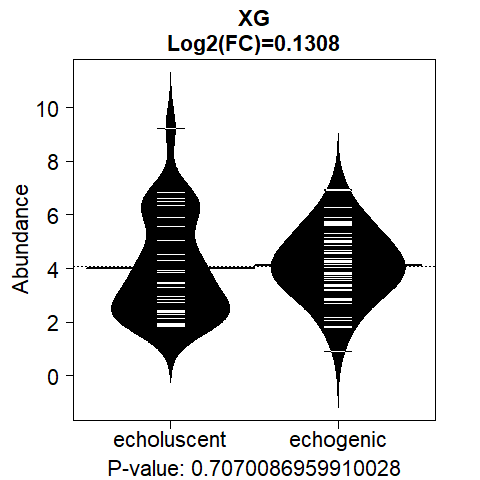 XG
Log2(FC)=0.1308
Abundance
10
8
6
4
2
0
echoluscent echogenic
P-value: 0.7070086959910028